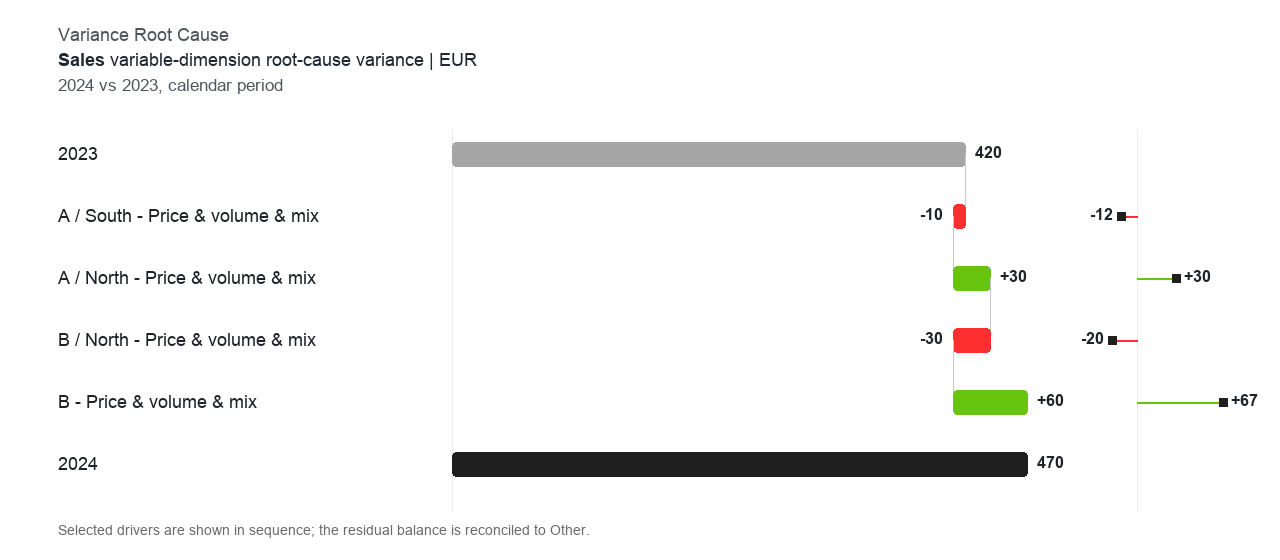 Variance Root Cause
Sales variable-dimension root-cause variance | EUR
2024 vs 2023, calendar period
2023 420
A / South - Price & volume & mix -10 -12
A / North - Price & volume & mix +30 +30
B / North - Price & volume & mix -30 -20
B - Price & volume & mix +60 +67
2024 470
Selected drivers are shown in sequence; the residual balance is reconciled to Other.